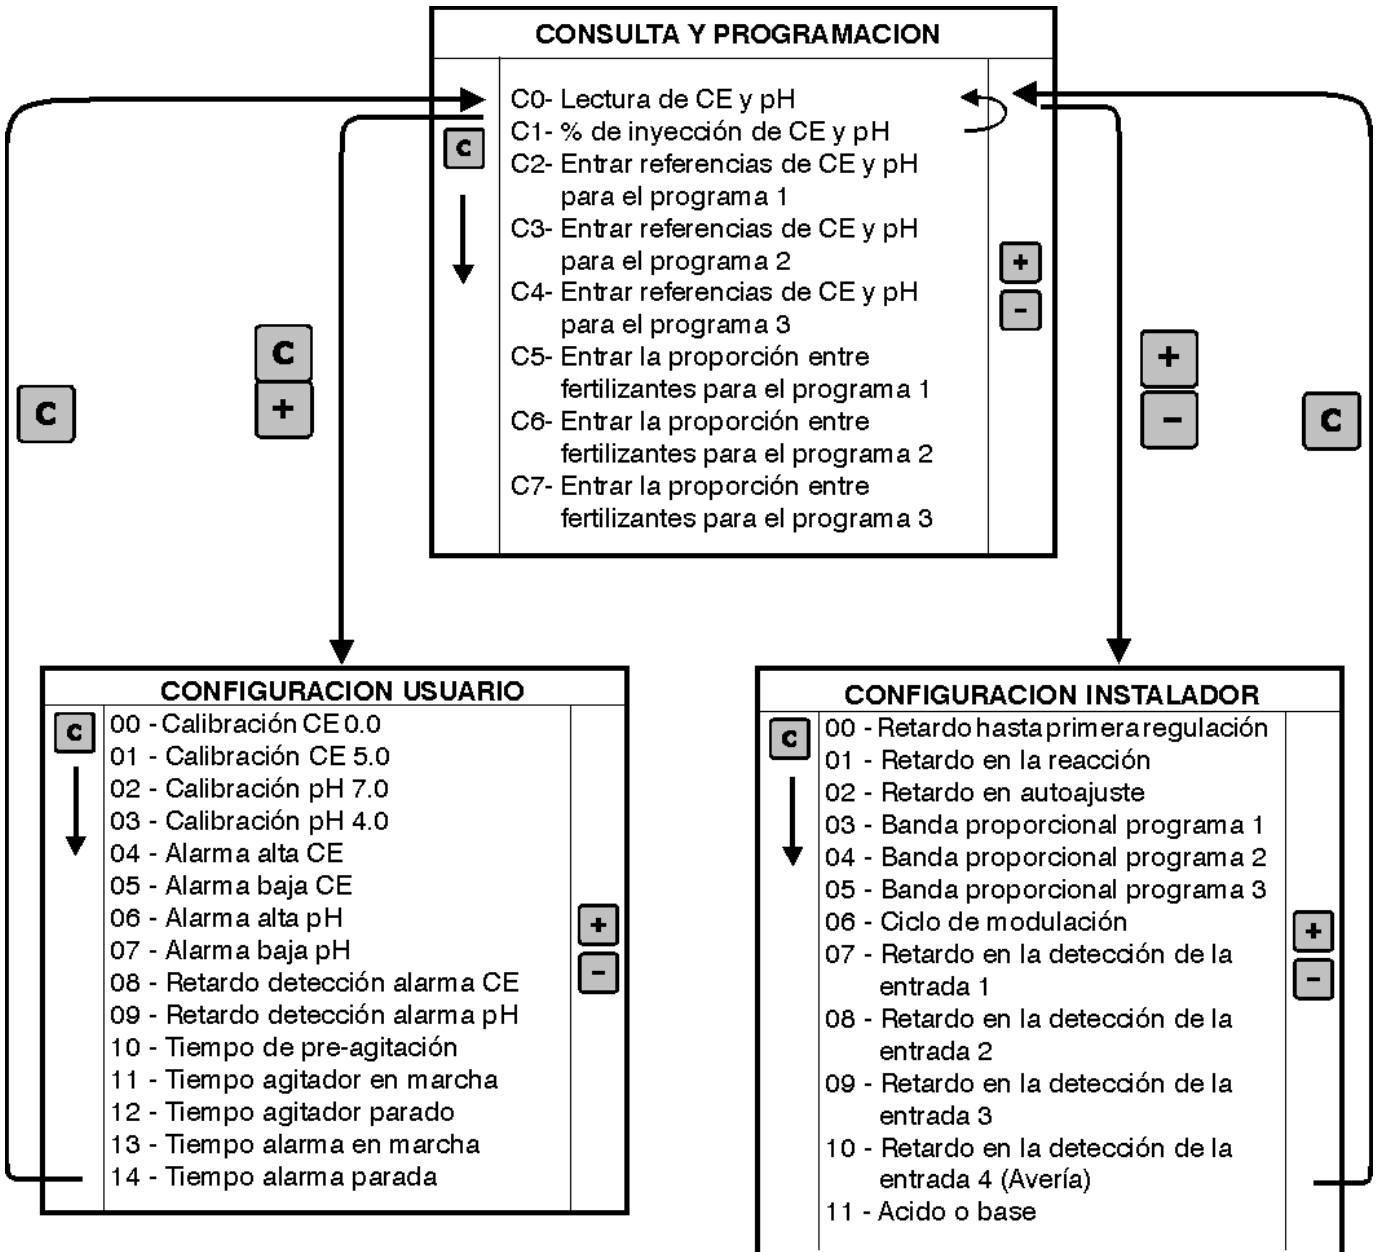 CONSULTA Y PROGRAMACION
C0- Lectura de CE y pH
C1- % de inyección de CE y pH
C
C2- Entrar referencias de CE y pH
para el programa 1
C3- Entrar referencias de CE y pH
para el programa 2
+
C4- Entrar referencias de CE y pH
-
para el programa 3
C5- Entrar la proporción entre
fertilizantes para el programa 1
C6- Entrar la proporción entre
fertilizantes para el programa 2
C7- Entrar la proporción entre
fertilizantes para el programa 3
C
C
+
+
-
C
CONFIGURACION USUARIO
C
00 - Calibración CE 0.0
01 - Calibración CE 5.0
02 - Calibración pH 7.0
03 - Calibración pH 4.0
04 - Alarma alta CE
05 - Alarma baja CE
06 - Alarma alta pH
07 - Alarma baja pH
08 - Retardo detección alarma CE
09 - Retardo detección alarma pH
10 - Tiempo de pre-agitación
11 - Tiempo agitador en marcha
12 - Tiempo agitador parado
13 - Tiempo alarma en marcha
14 - Tiempo alarma parada
+
-
CONFIGURACION INSTALADOR
C
00 - Retardo hasta primera regulación
01 - Retardo en la reacción
02 - Retardo en autoajuste
03 - Banda proporcional programa 1
04 - Banda proporcional programa 2
05 - Banda proporcional programa 3
06 - Ciclo de modulación
07 - Retardo en la detección de la
entrada 1
08 - Retardo en la detección de la
entrada 2
09 - Retardo en la detección de la
entrada 3
10 - Retardo en la detección de la
entrada 4 (Avería)
11 - Acido o base
+
-